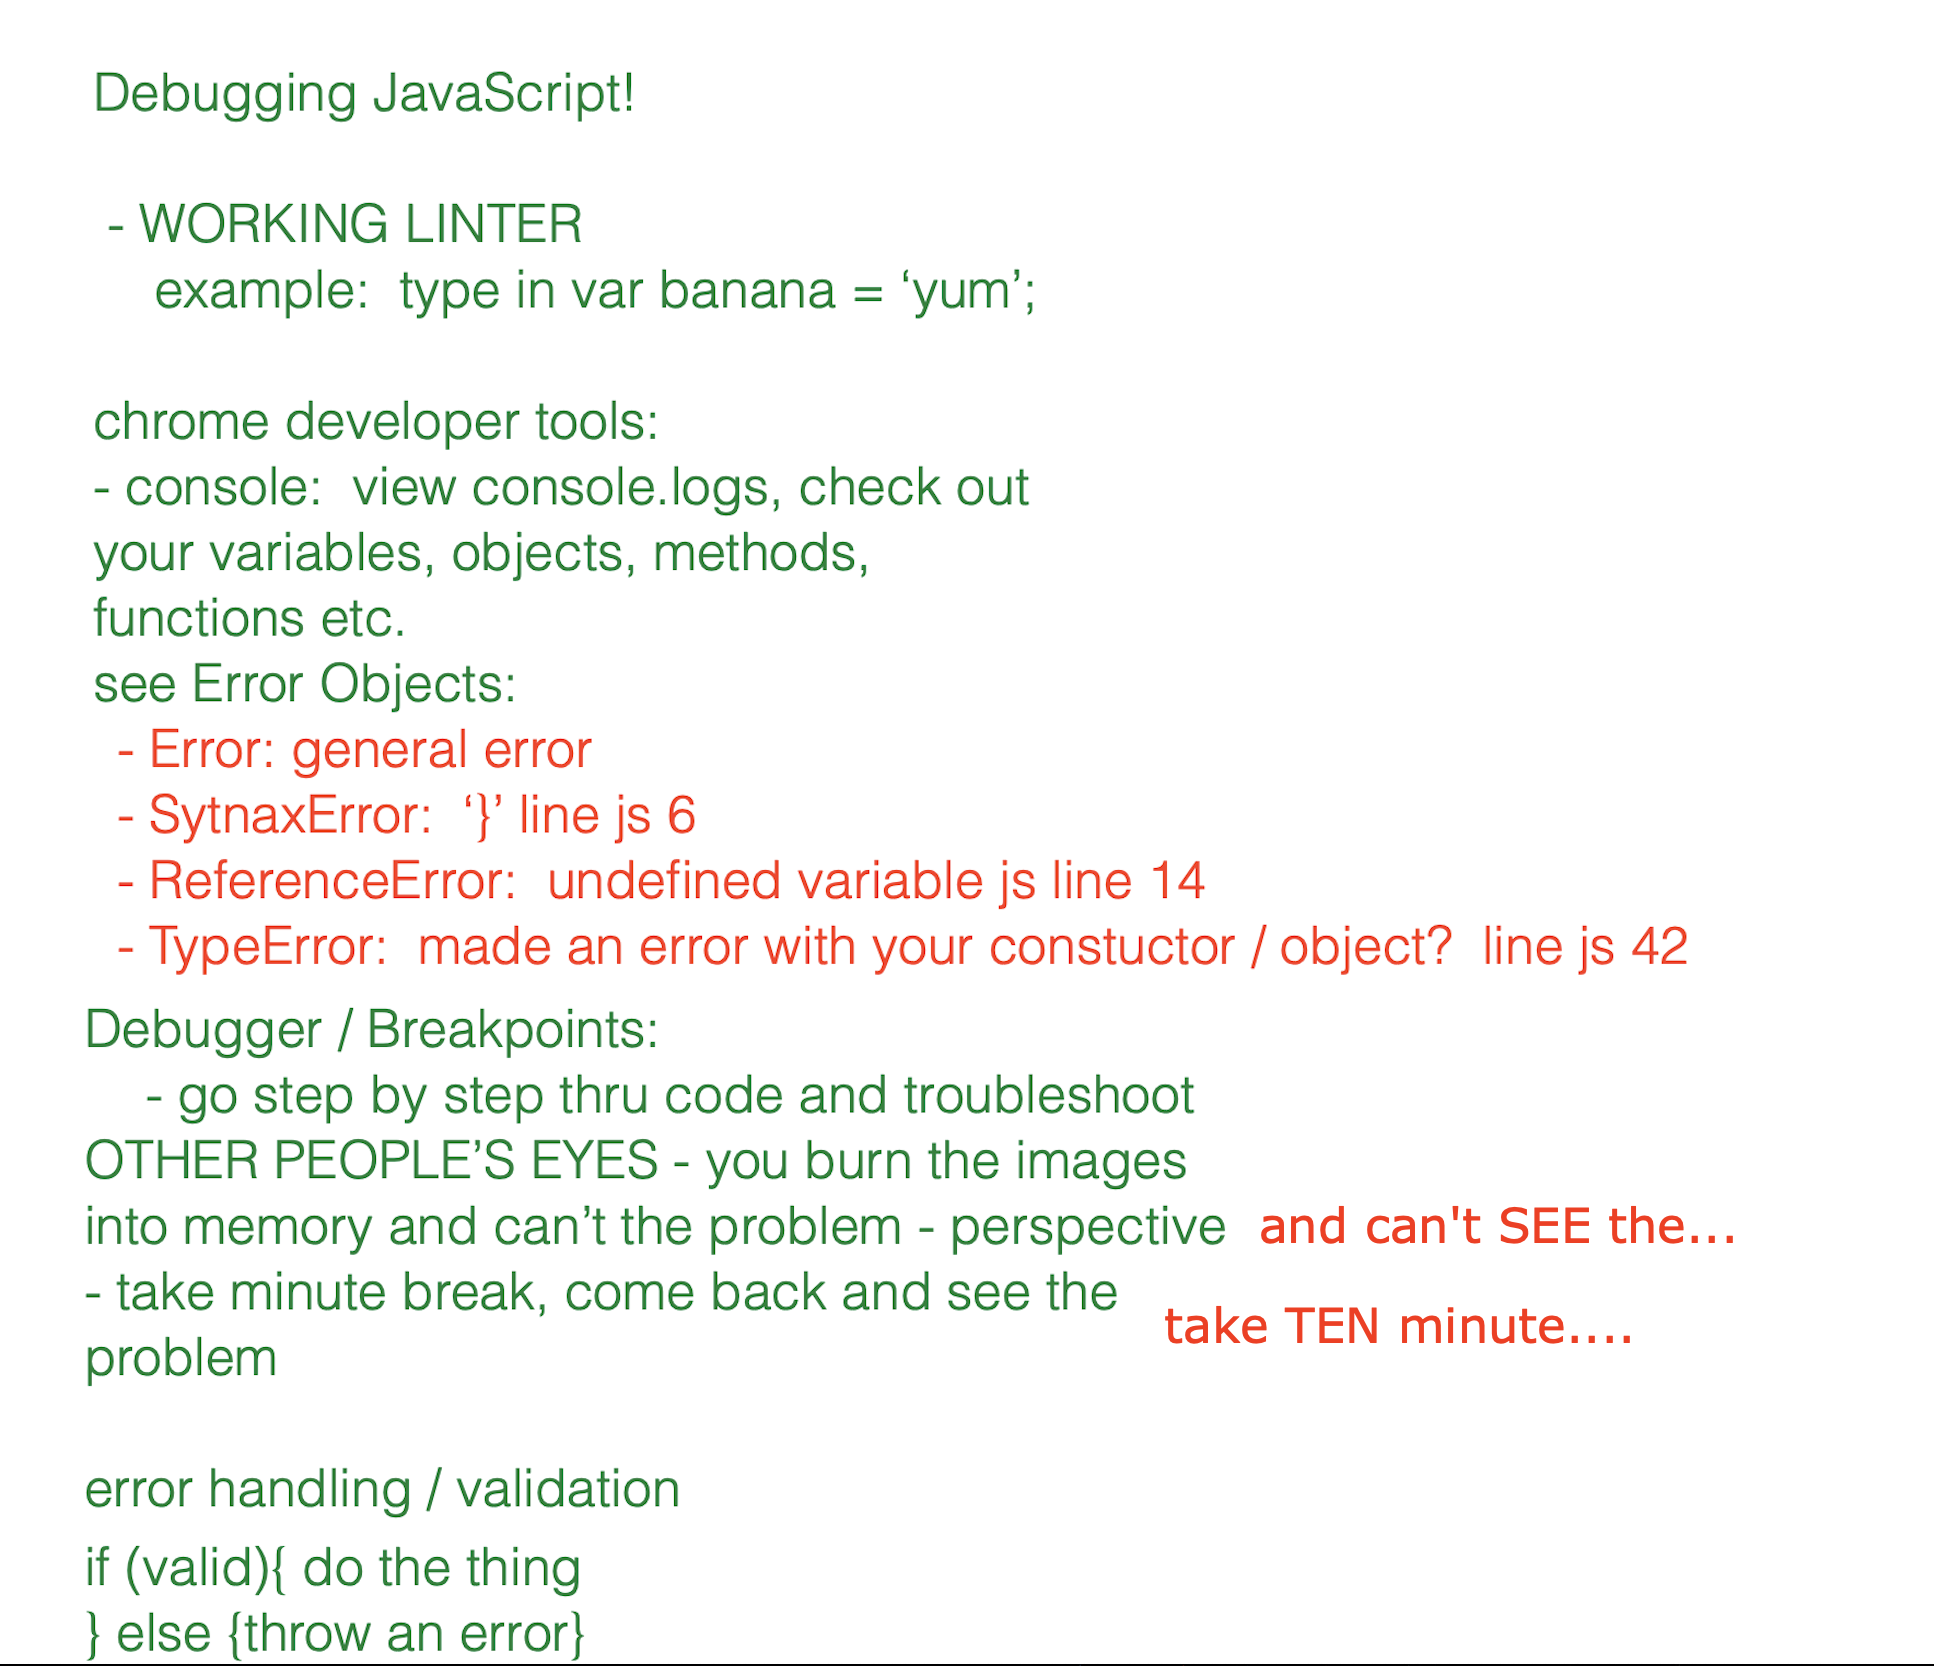 Debugging JavaScript!
- WORKING LINTER
example: type in var banana = ‘yum’;
chrome developer tools:
- console: view console.logs, check out
your variables, objects, methods,
functions etc.
see Error Objects:
- Error: general error
- SytnaxError: ‘}’ line js 6
- ReferenceError: undefined variable js line 14
- TypeError: made an error with your constuctor / object? line js 42
Debugger / Breakpoints:
- go step by step thru code and troubleshoot
OTHER PEOPLE’S EYES - you burn the images
into memory and can’t the problem - perspective and can't SEE the...
- take minute break, come back and see the
take TEN minute....
problem
error handling / validation
if (valid){ do the thing
} else {throw an error}